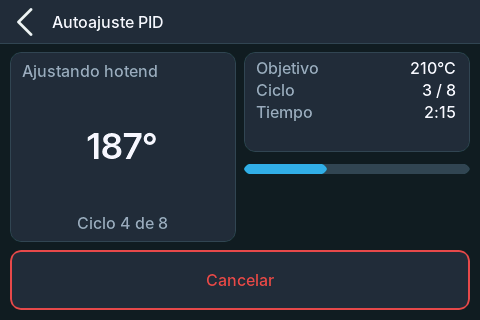 Autoajuste PID
Ajustando hotend
187°
Ciclo 4 de 8
Objetivo 210°C
Ciclo 3 / 8
Tiempo 2:15
Cancelar